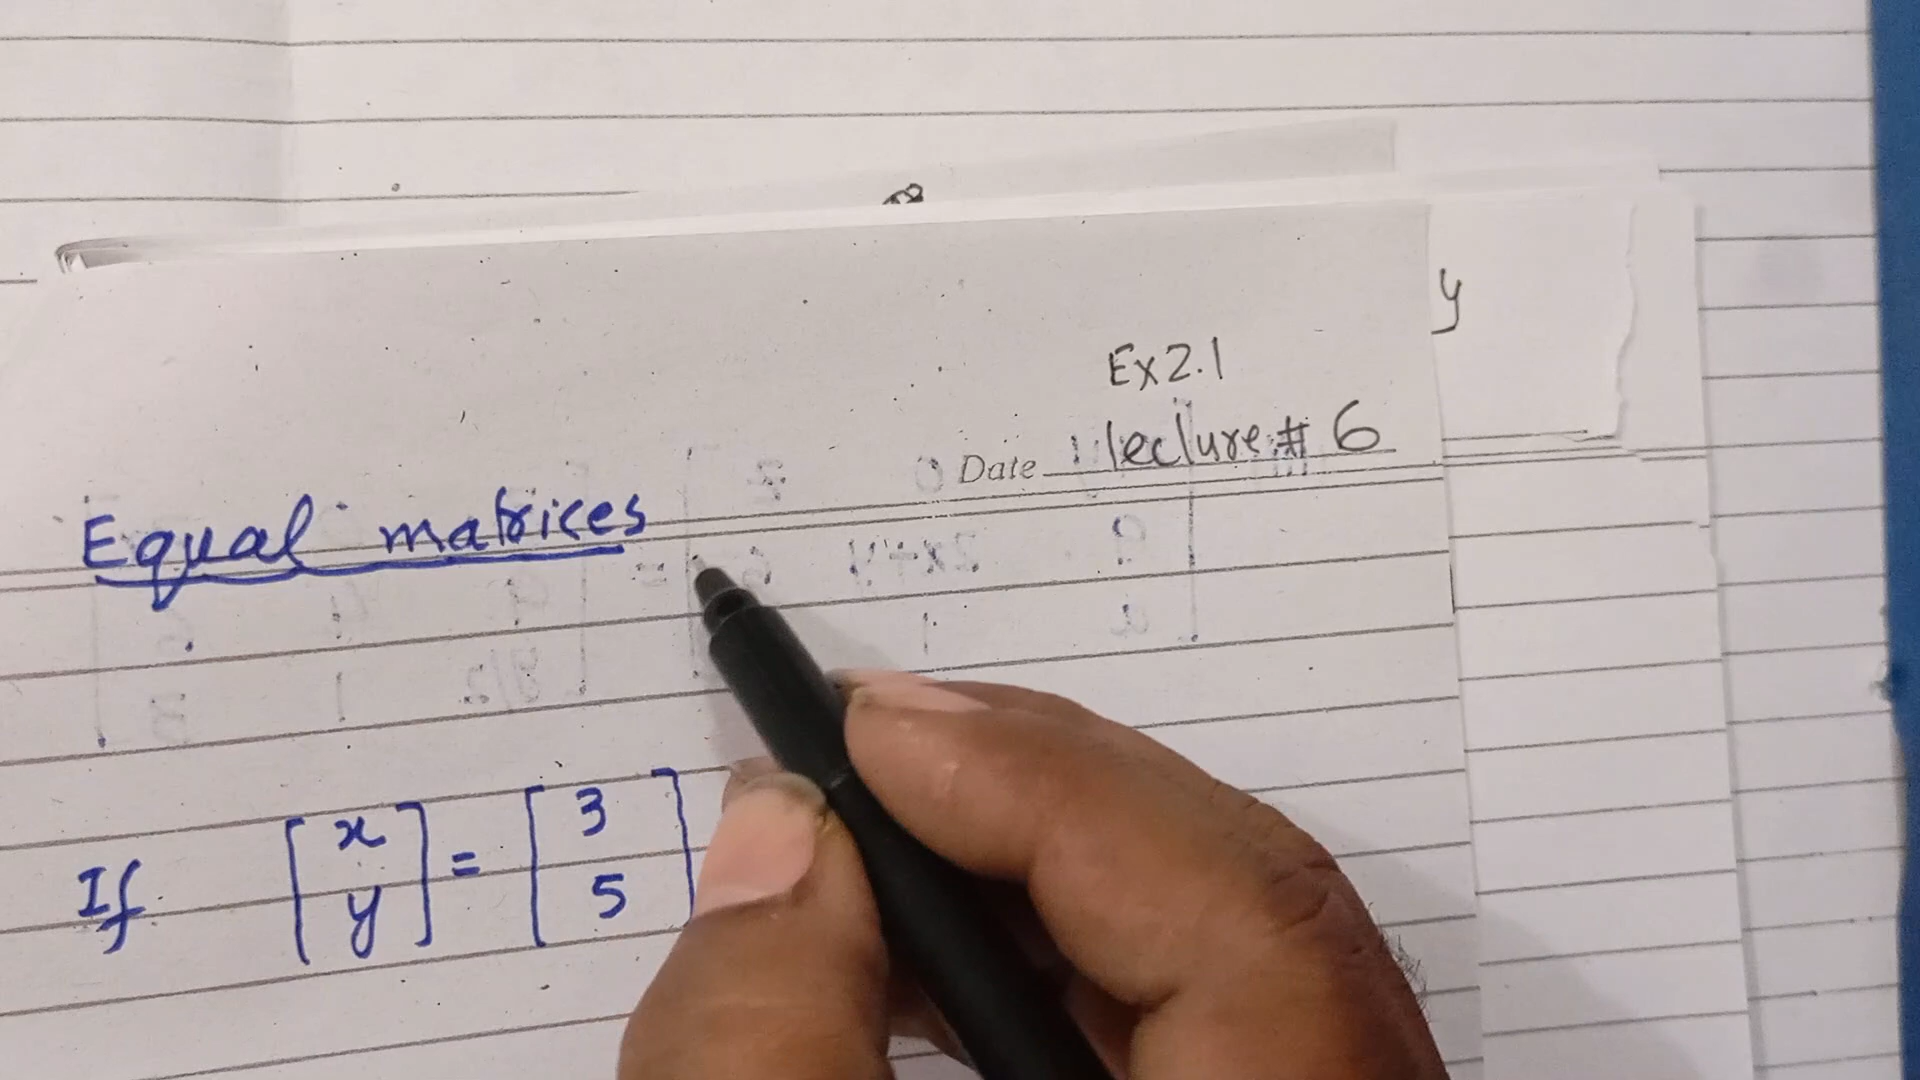 y
Ex 2.1
Date lecture # 6
Equal matrices
If [x y] = [3 5]